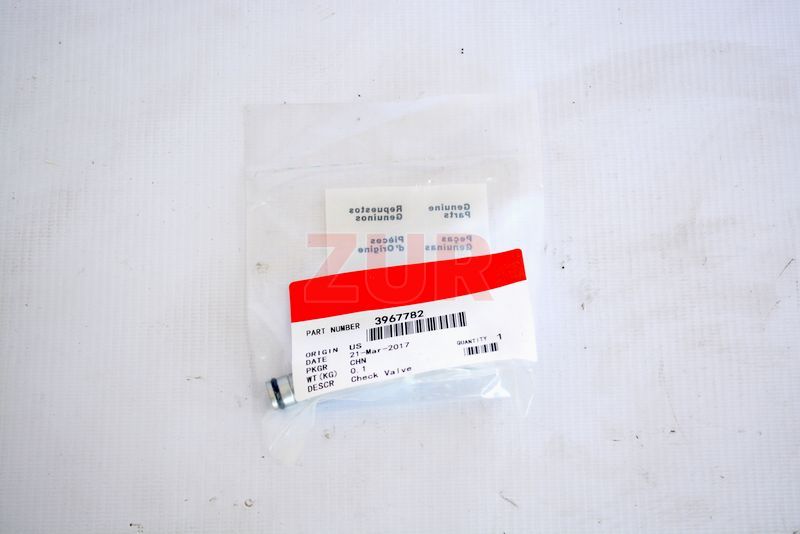 Repuestos Genuine
Genuinos Parts
Pièces Peças
d'Origine Genuinas
ZUR
PART NUMBER 3967782
ORIGIN US
DATE 21-Mar-2017
PKGR CHN
WT(KG) 0.1
DESCR Check Valve
QUANTITY 1